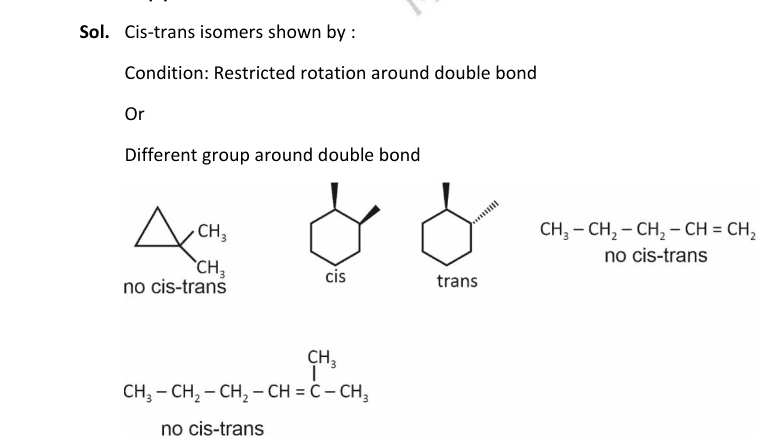 Sol. Cis-trans isomers shown by :
Condition: Restricted rotation around double bond
Or
Different group around double bond
CH₃
CH₃
no cis-trans
cis
trans
CH₃ – CH₂ – CH₂ – CH = CH₂
no cis-trans
CH₃
CH₃ – CH₂ – CH₂ – CH = C – CH₃
no cis-trans